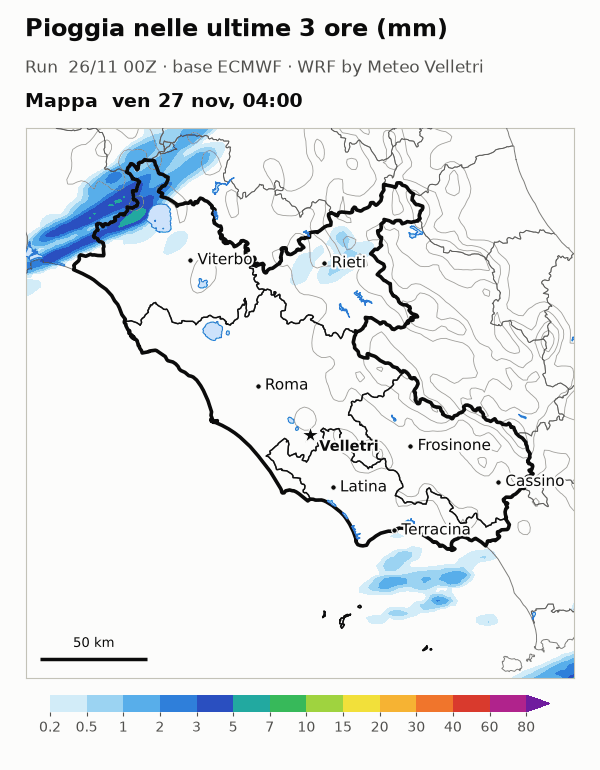 Pioggia nelle ultime 3 ore (mm)
Run  26/11 00Z · base ECMWF · WRF by Meteo Velletri
Mappa  ven 27 nov, 04:00
Viterbo
Rieti
Roma
Velletri
Frosinone
Cassino
Latina
Terracina
50 km
0.2 0.5 1 2 3 5 7 10 15 20 30 40 60 80